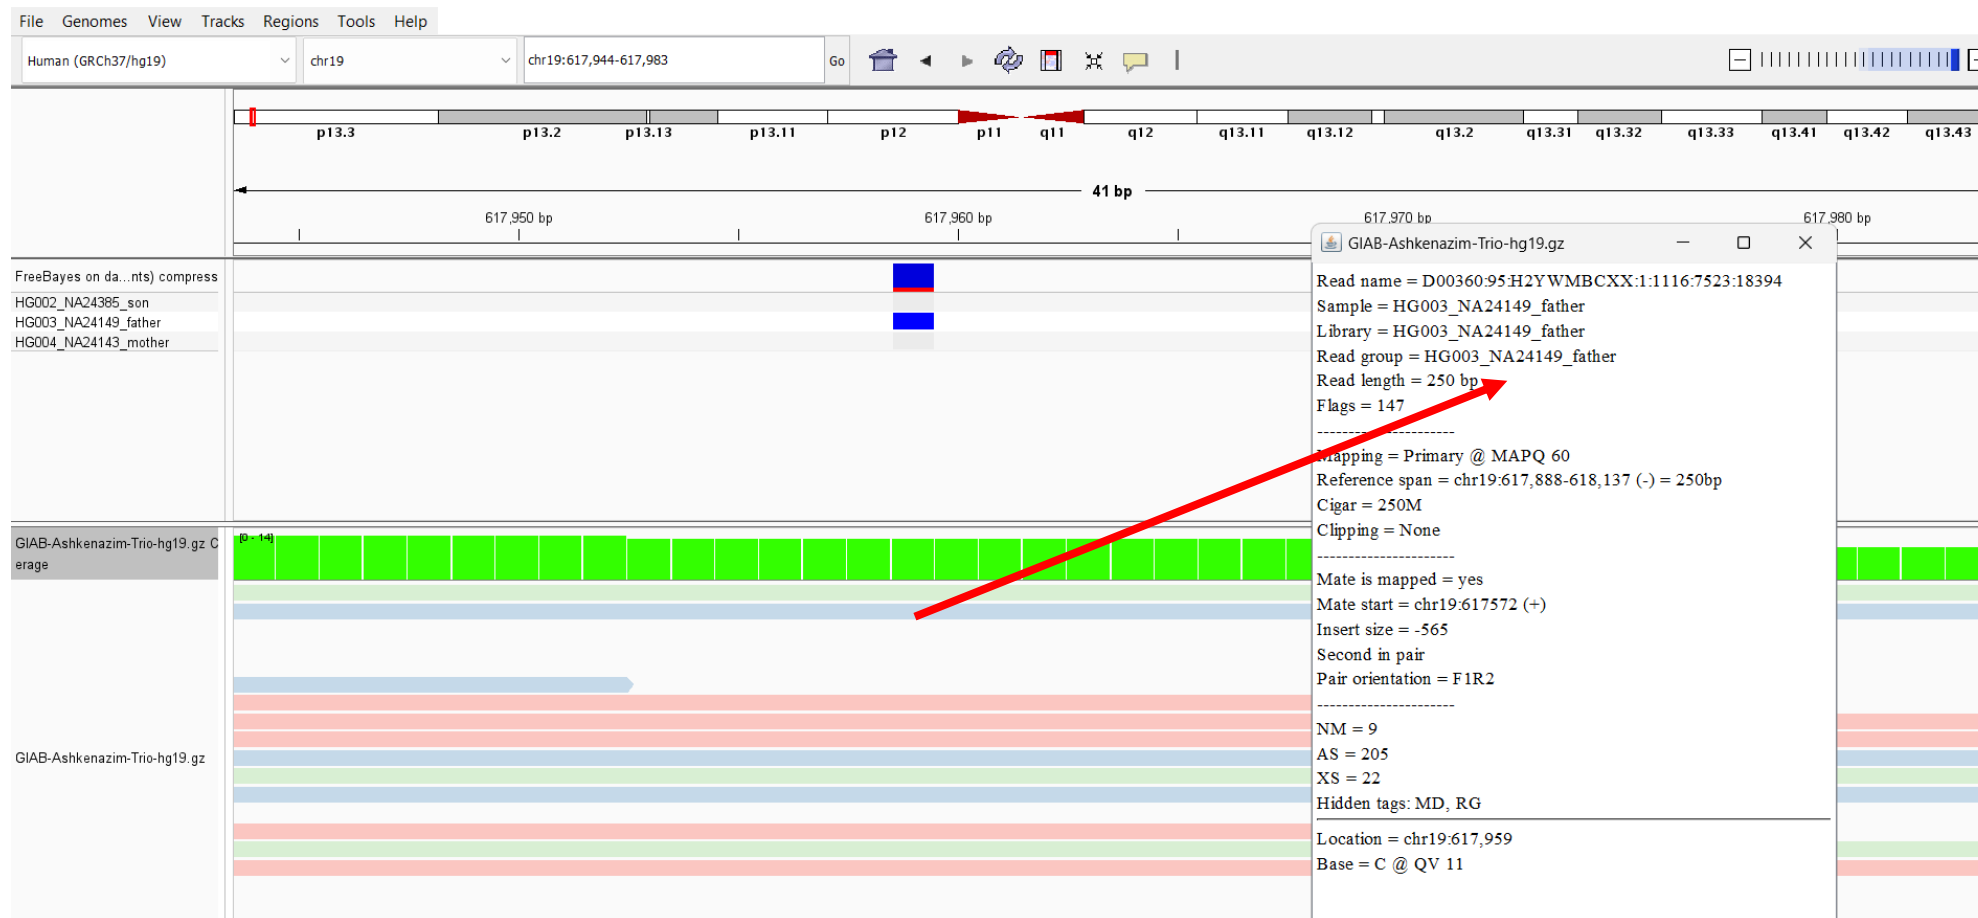 File Genomes View Tracks Regions Tools Help
Human (GRCh37/hg19) chr19 chr19:617,944-617,983 Go
p13.3 p13.2 p13.13 p13.11 p12 p11 q11 q12 q13.11 q13.12 q13.2 q13.31 q13.32 q13.33 q13.41 q13.42 q13.43
41 bp
617,950 bp 617,960 bp 617,970 bp 617,980 bp
FreeBayes on da...nts) compress
HG002_NA24385_son
HG003_NA24149_father
HG004_NA24143_mother
GIAB-Ashkenazim-Trio-hg19.gz C
erage
[0 - 14]
GIAB-Ashkenazim-Trio-hg19.gz
GIAB-Ashkenazim-Trio-hg19.gz
Read name = D00360:95:H2YWMBCXX:1:1116:7523:18394
Sample = HG003_NA24149_father
Library = HG003_NA24149_father
Read group = HG003_NA24149_father
Read length = 250 bp
Flags = 147
----------------------
Mapping = Primary @ MAPQ 60
Reference span = chr19:617,888-618,137 (-) = 250bp
Cigar = 250M
Clipping = None
----------------------
Mate is mapped = yes
Mate start = chr19:617572 (+)
Insert size = -565
Second in pair
Pair orientation = F1R2
----------------------
NM = 9
AS = 205
XS = 22
Hidden tags: MD, RG
Location = chr19:617,959
Base = C @ QV 11